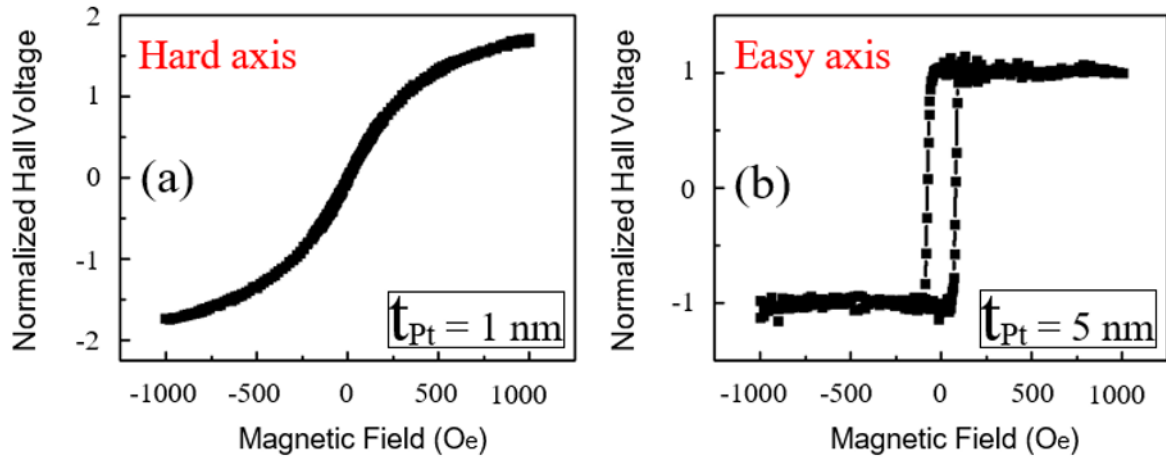 Normalized Hall Voltage
2
1
0
-1
-2
Hard axis
(a)
tPt = 1 nm
-1000 -500 0 500 1000
Magnetic Field (Oe)
Normalized Hall Voltage
1
0
-1
Easy axis
(b)
tPt = 5 nm
-1000 -500 0 500 1000
Magnetic Field (Oe)